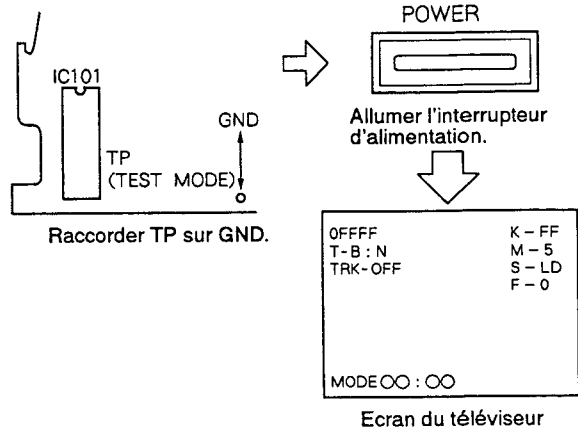 IC101
GND
TP
(TEST MODE)
Raccorder TP sur GND.
POWER
Allumer l'interrupteur
d'alimentation.
0FFFF
T-B : N
TRK-OFF
K – FF
M – 5
S – LD
F – 0
MODE○○ : ○○
Ecran du téléviseur